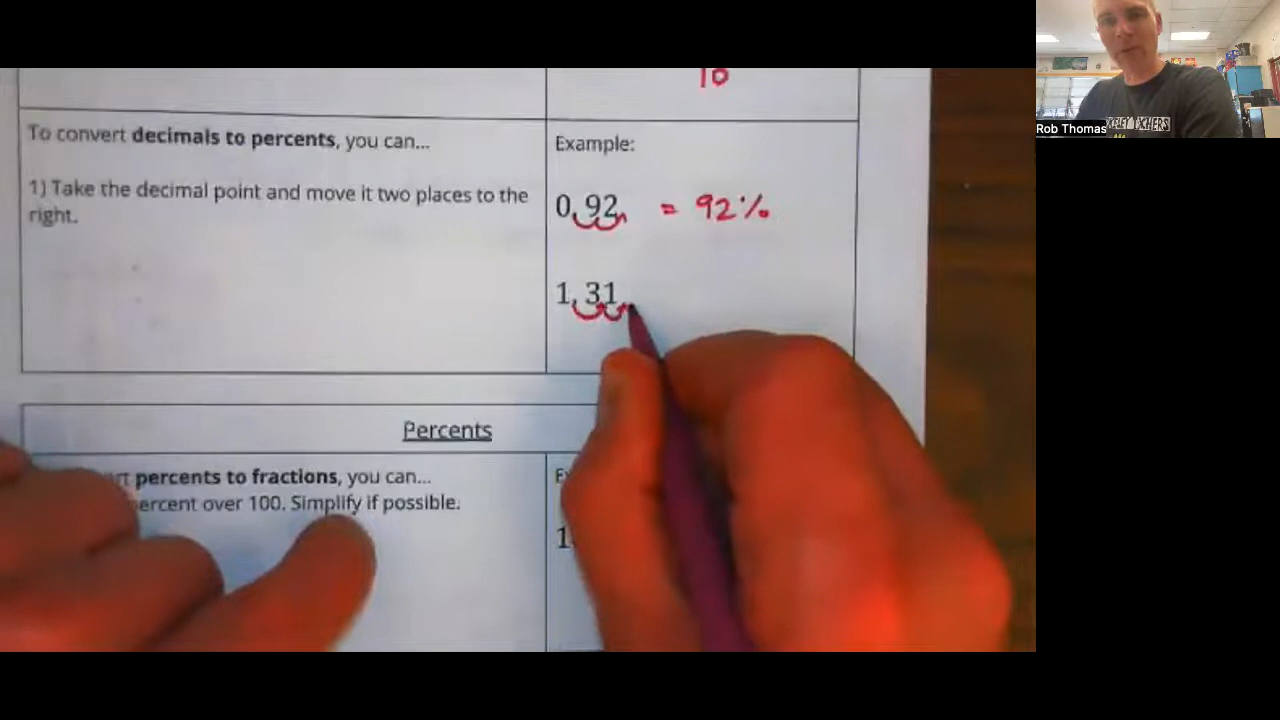 10
To convert decimals to percents, you can...
Example:
1) Take the decimal point and move it two places to the
right.
0.92 = 92%
1.31
Percents
percents to fractions, you can...
percent over 100. Simplify if possible.
Rob Thomas